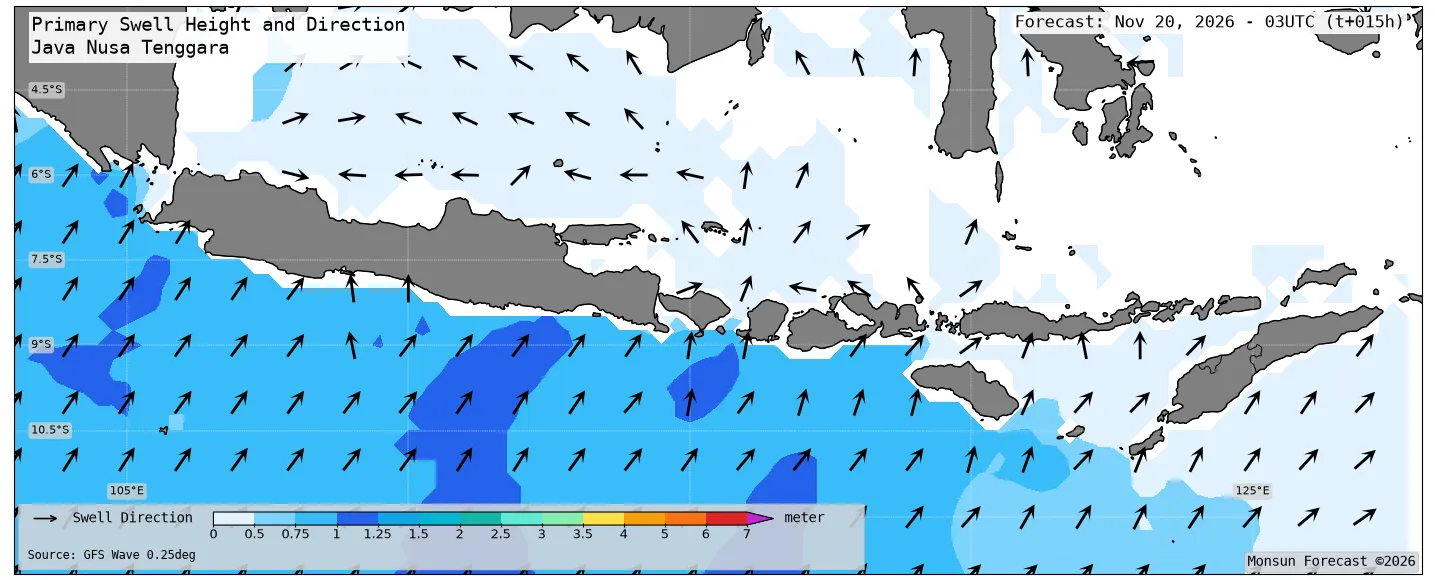 Primary Swell Height and Direction
Java Nusa Tenggara
Forecast: Nov 20, 2026 - 03UTC (t+015h)
4.5°S
6°S
7.5°S
9°S
10.5°S
105°E
125°E
Swell Direction
0 0.5 0.75 1 1.25 1.5 2 2.5 3 3.5 4 5 6 7
meter
Source: GFS Wave 0.25deg
Monsun Forecast ©2026